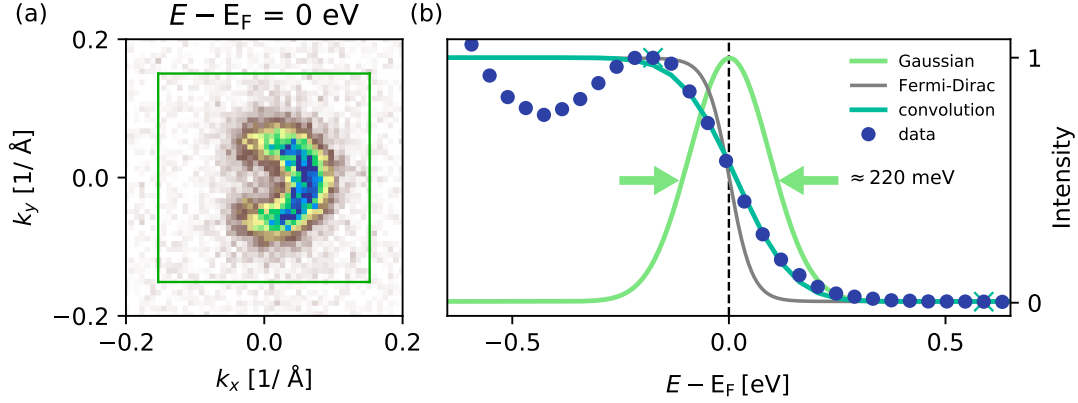 (a)
E − E_F = 0 eV
0.2
0.0
−0.2
k_y [1/ Å]
−0.2
0.0
0.2
k_x [1/ Å]
(b)
Gaussian
Fermi-Dirac
convolution
data
≈ 220 meV
1
0
Intensity
−0.5
0.0
0.5
E − E_F [eV]